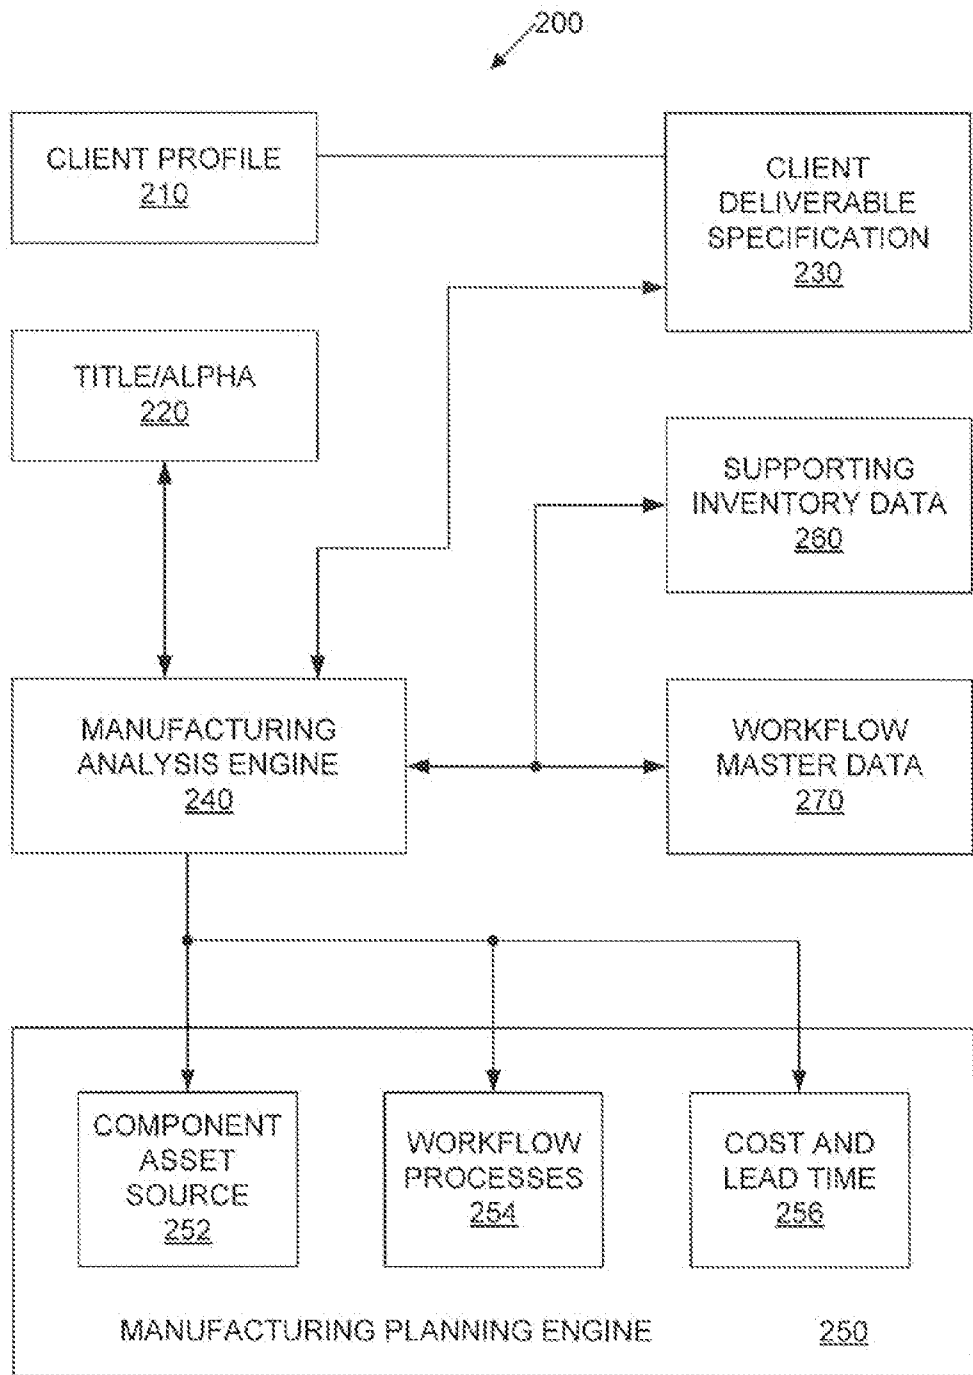 200
CLIENT PROFILE
210
CLIENT
DELIVERABLE
SPECIFICATION
230
TITLE/ALPHA
220
SUPPORTING
INVENTORY DATA
260
MANUFACTURING
ANALYSIS ENGINE
240
WORKFLOW
MASTER DATA
270
COMPONENT
ASSET
SOURCE
252
WORKFLOW
PROCESSES
254
COST AND
LEAD TIME
256
MANUFACTURING PLANNING ENGINE 250